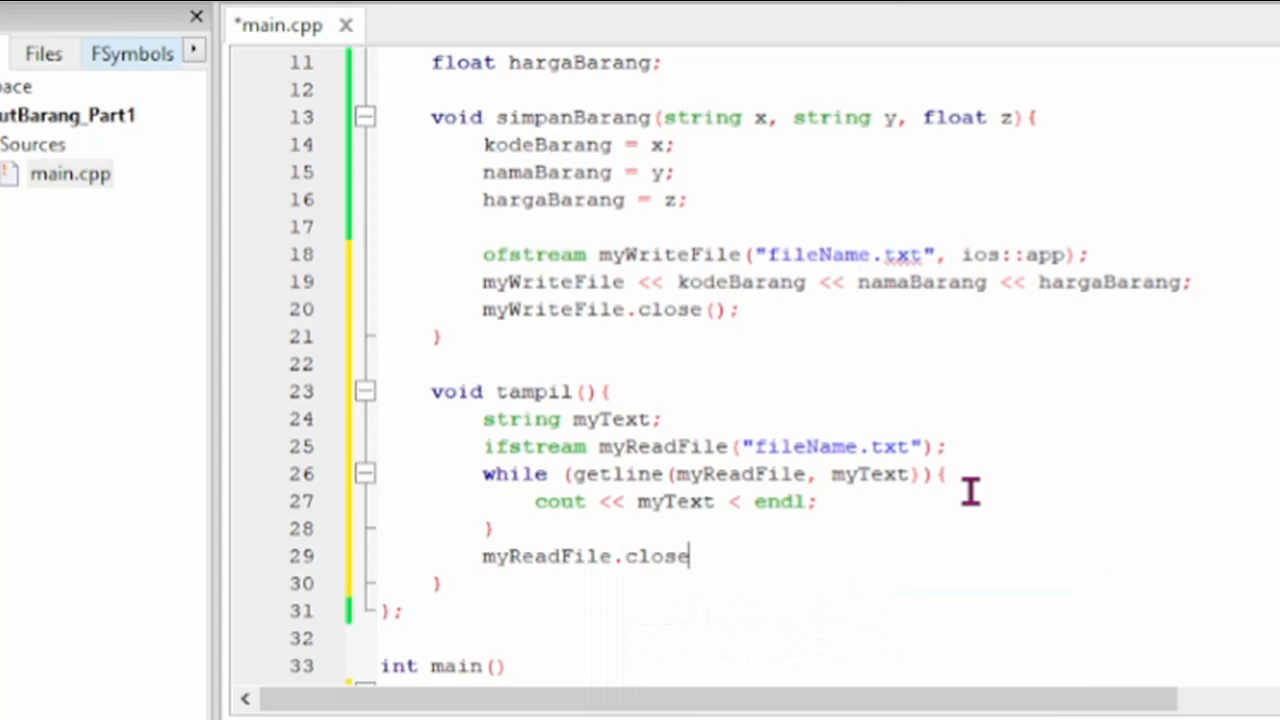 *main.cpp
Files FSymbols
pace
utBarang_Part1
Sources
main.cpp
11 float hargaBarang;
12
13 void simpanBarang(string x, string y, float z){
14 kodeBarang = x;
15 namaBarang = y;
16 hargaBarang = z;
17
18 ofstream myWriteFile("fileName.txt", ios::app);
19 myWriteFile << kodeBarang << namaBarang << hargaBarang;
20 myWriteFile.close();
21 }
22
23 void tampil(){
24 string myText;
25 ifstream myReadFile("fileName.txt");
26 while (getline(myReadFile, myText)){
27 cout << myText < endl;
28 }
29 myReadFile.close
30 }
31 };
32
33 int main()